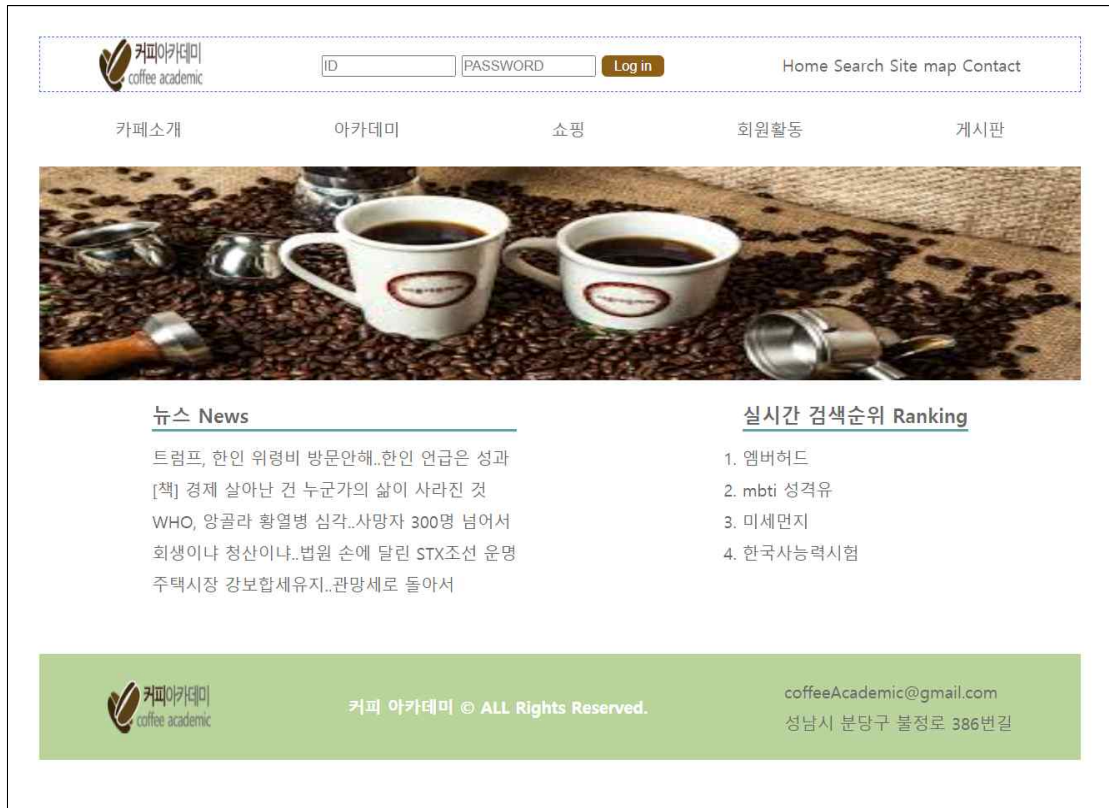 커피아카데미
coffee academic
ID PASSWORD Log in
Home Search Site map Contact
카페소개 아카데미 쇼핑 회원활동 게시판
뉴스 News
트럼프, 한인 위령비 방문안해..한인 언급은 성과
[책] 경제 살아난 건 누군가의 삶이 사라진 것
WHO, 앙골라 황열병 심각..사망자 300명 넘어서
회생이냐 청산이냐..법원 손에 달린 STX조선 운명
주택시장 강보합세유지..관망세로 돌아서
실시간 검색순위 Ranking
1. 엠버허드
2. mbti 성격유
3. 미세먼지
4. 한국사능력시험
커피아카데미
coffee academic
커피 아카데미 © ALL Rights Reserved.
coffeeAcademic@gmail.com
성남시 분당구 불정로 386번길